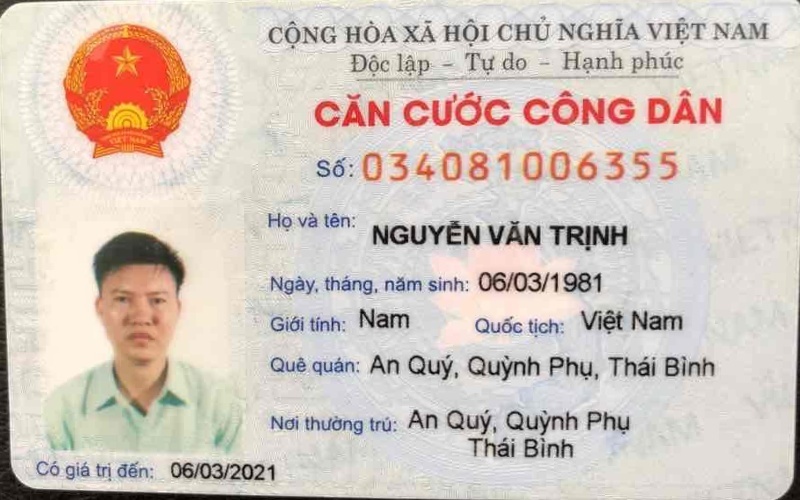 CỘNG HÒA XÃ HỘI CHỦ NGHĨA VIỆT NAM
Độc lập - Tự do - Hạnh phúc
CĂN CƯỚC CÔNG DÂN
Số: 034081006355
Họ và tên: NGUYỄN VĂN TRỊNH
Ngày, tháng, năm sinh: 06/03/1981
Giới tính: Nam Quốc tịch: Việt Nam
Quê quán: An Quý, Quỳnh Phụ, Thái Bình
Nơi thường trú: An Quý, Quỳnh Phụ
Thái Bình
Có giá trị đến: 06/03/2021